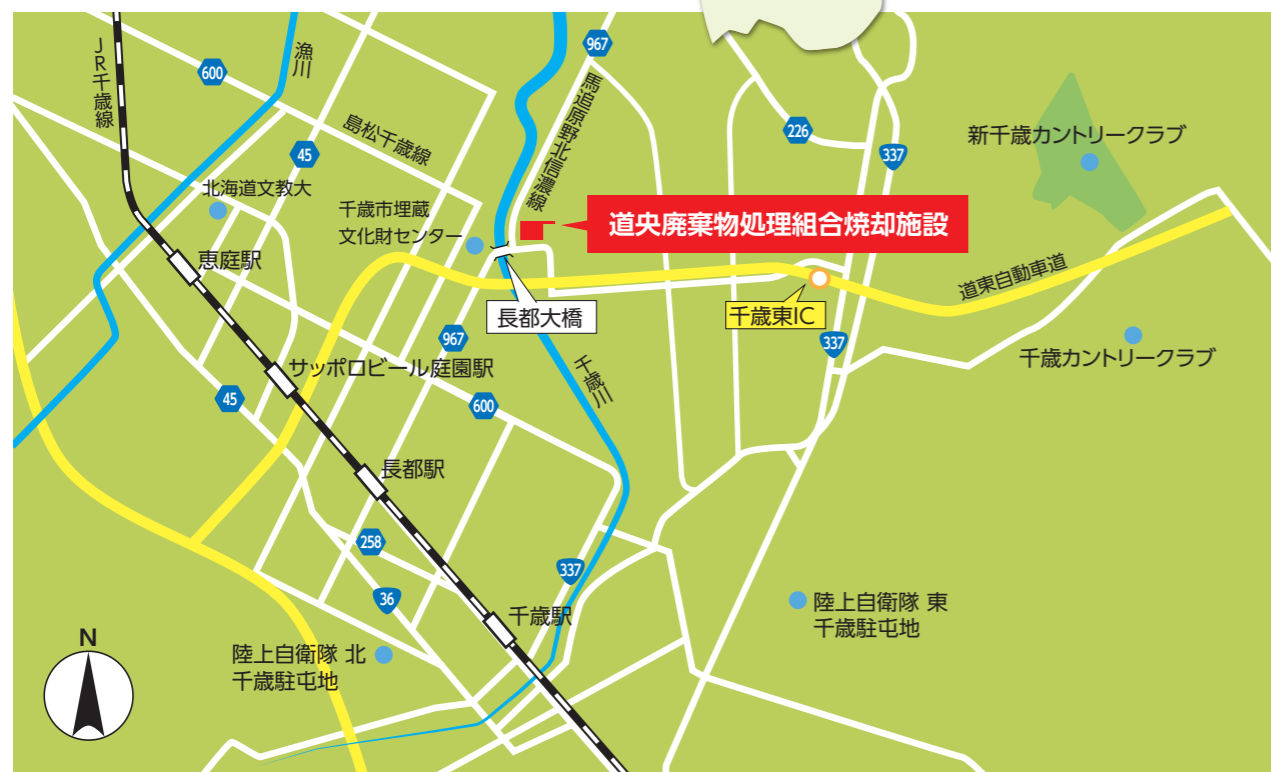 967
漁川
JR千歳線
600
馬追原野北信濃線
島松千歳線
226
新千歳カントリークラブ
45
337
北海道文教大
千歳市埋蔵
文化財センター
道央廃棄物処理組合焼却施設
恵庭駅
道東自動車道
長都大橋
千歳東IC
967
337
千歳カントリークラブ
サッポロビール庭園駅
千歳川
45
600
長都駅
258
337
36
陸上自衛隊 東
千歳駐屯地
千歳駅
N
陸上自衛隊 北
千歳駐屯地